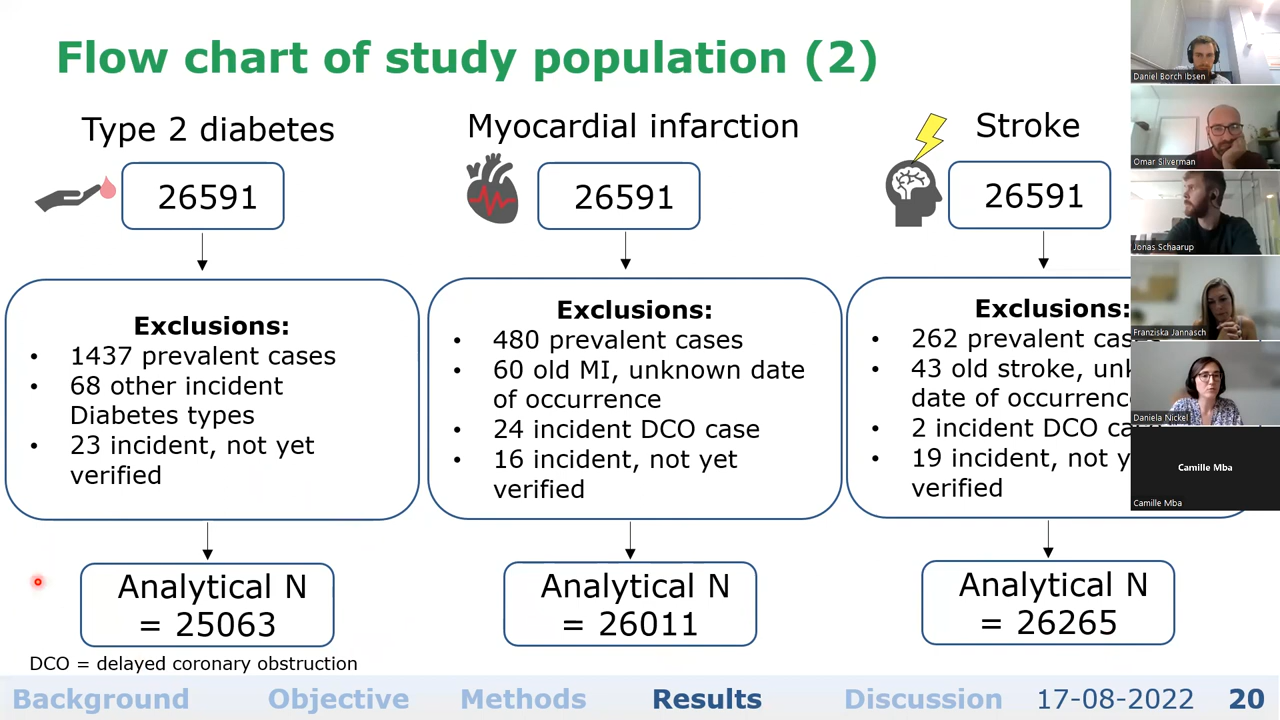 Flow chart of study population (2)
Type 2 diabetes
26591
Exclusions:
• 1437 prevalent cases
• 68 other incident
Diabetes types
• 23 incident, not yet
verified
Analytical N
= 25063
Myocardial infarction
26591
Exclusions:
• 480 prevalent cases
• 60 old MI, unknown date
of occurrence
• 24 incident DCO case
• 16 incident, not yet
verified
Analytical N
= 26011
Stroke
26591
Exclusions:
• 262 prevalent cas
• 43 old stroke, unk
date of occurrenc
• 2 incident DCO ca
• 19 incident, not y
verified
Analytical N
= 26265
DCO = delayed coronary obstruction
Background Objective Methods Results Discussion 17-08-2022 20
Daniel Borch Ibsen
Omar Silverman
Jonas Schaarup
Franziska Jannasch
Daniela Nickel
Camille Mba
Camille Mba